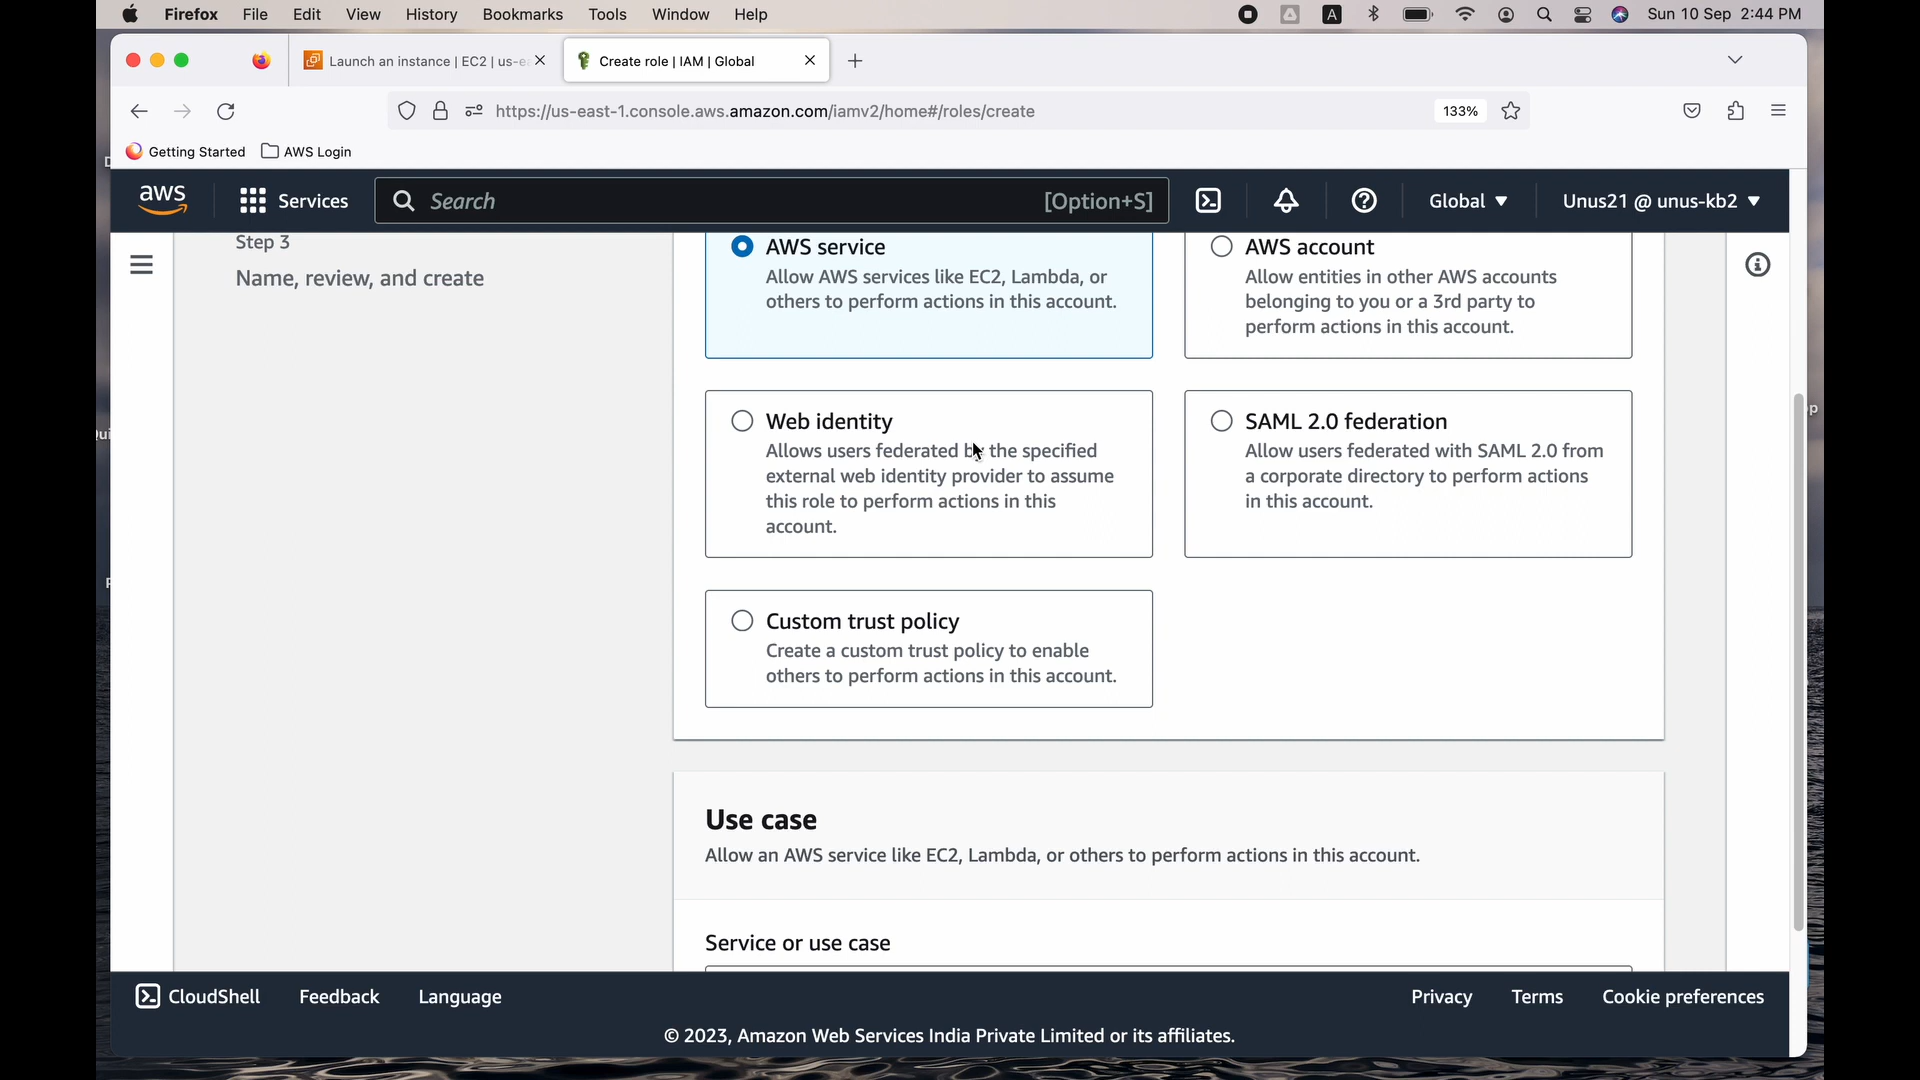 Firefox File Edit View History Bookmarks Tools Window Help
A
Sun 10 Sep 2:44 PM
Launch an instance | EC2 | us-ea
Create role | IAM | Global
https://us-east-1.console.aws.amazon.com/iamv2/home#/roles/create
133%
Getting Started
AWS Login
aws
Services
Search
[Option+S]
Global
Unus21 @ unus-kb2
Step 3
Name, review, and create
AWS service
Allow AWS services like EC2, Lambda, or
others to perform actions in this account.
AWS account
Allow entities in other AWS accounts
belonging to you or a 3rd party to
perform actions in this account.
Web identity
Allows users federated by the specified
external web identity provider to assume
this role to perform actions in this
account.
SAML 2.0 federation
Allow users federated with SAML 2.0 from
a corporate directory to perform actions
in this account.
Custom trust policy
Create a custom trust policy to enable
others to perform actions in this account.
Use case
Allow an AWS service like EC2, Lambda, or others to perform actions in this account.
Service or use case
CloudShell
Feedback
Language
Privacy
Terms
Cookie preferences
© 2023, Amazon Web Services India Private Limited or its affiliates.